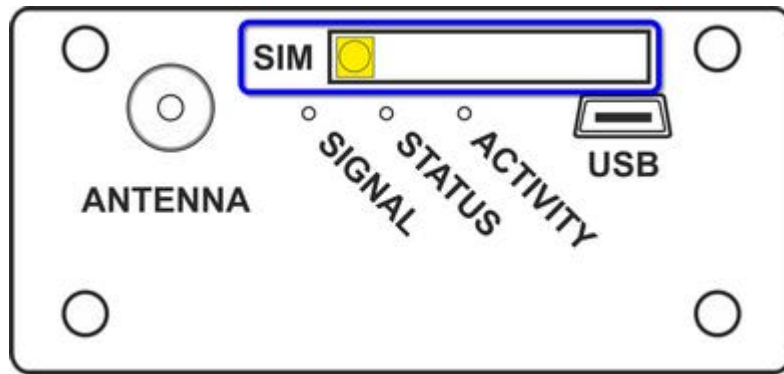 SIM
SIGNAL
STATUS
ACTIVITY
USB
ANTENNA